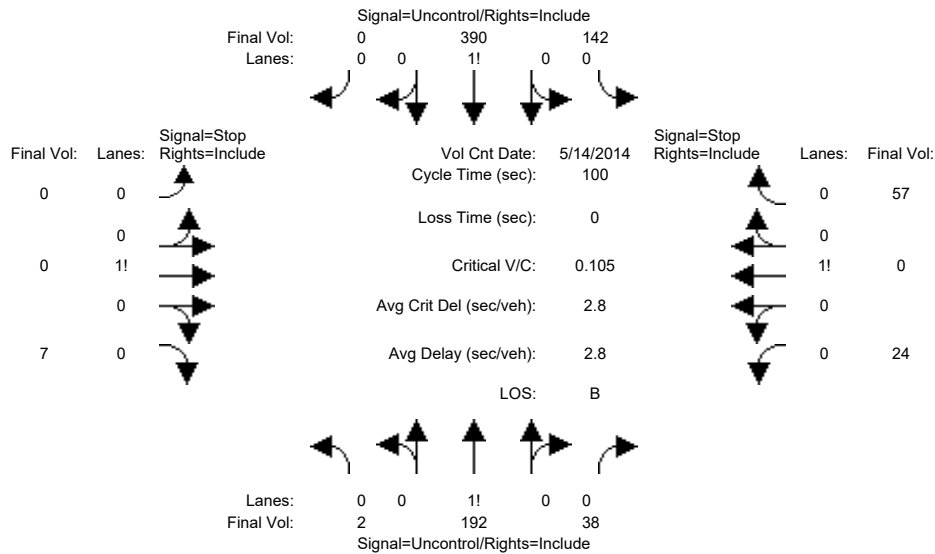 Signal=Uncontrol/Rights=Include
Final Vol: 0 390 142
Lanes: 0 0 1! 0 0
Signal=Stop
Final Vol: Lanes: Rights=Include
Vol Cnt Date: 5/14/2014
Signal=Stop
Rights=Include Lanes: Final Vol:
Cycle Time (sec): 100
0 0
0 57
Loss Time (sec): 0
0
0
0 1!
Critical V/C: 0.105
1! 0
0
Avg Crit Del (sec/veh): 2.8
0
7 0
Avg Delay (sec/veh): 2.8
0 24
LOS: B
Lanes: 0 0 1! 0 0
Final Vol: 2 192 38
Signal=Uncontrol/Rights=Include